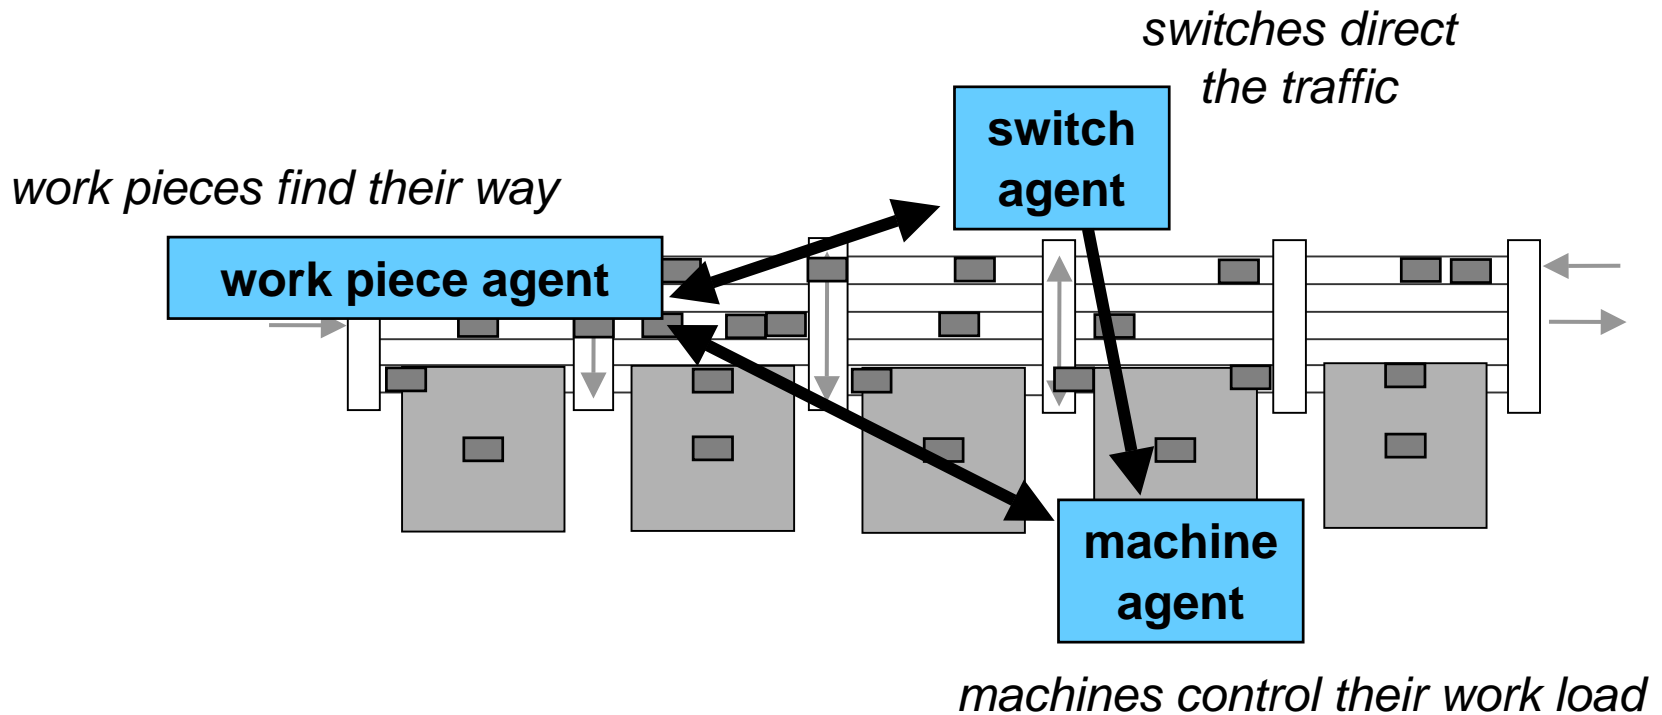 switches direct
the traffic
switch
agent
work pieces find their way
work piece agent
machine
agent
machines control their work load